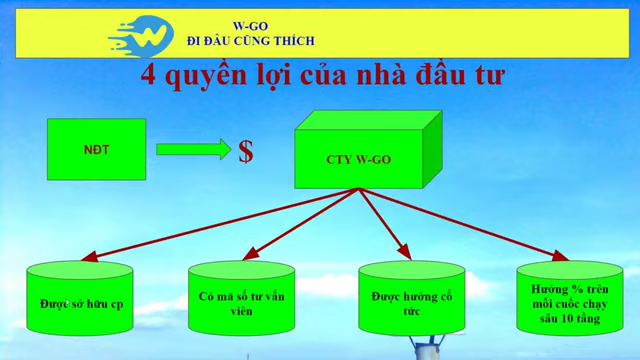 W-GO
ĐI ĐÂU CŨNG THÍCH
4 quyền lợi của nhà đầu tư
NĐT
$
CTY W-GO
Được sở hữu cp
Có mã số tư vấn
viên
Được hưởng cổ
tức
Hưởng % trên
mỗi cuốc chạy
sâu 10 tầng